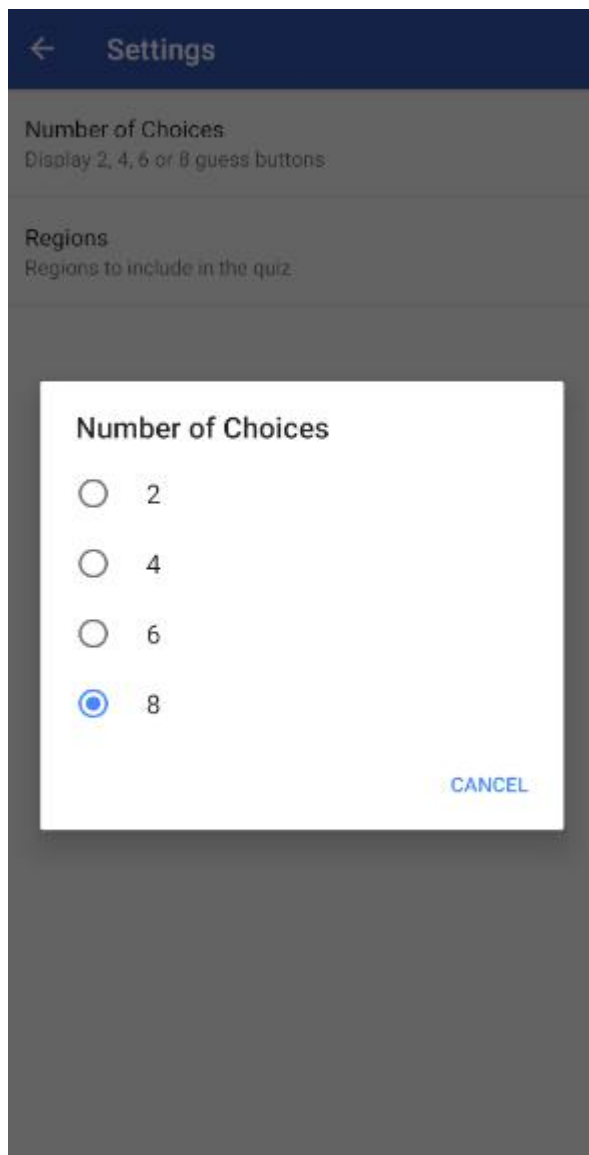 Settings
Number of Choices
Display 2, 4, 6 or 8 guess buttons
Regions
Regions to include in the quiz
Number of Choices
2
4
6
8
CANCEL